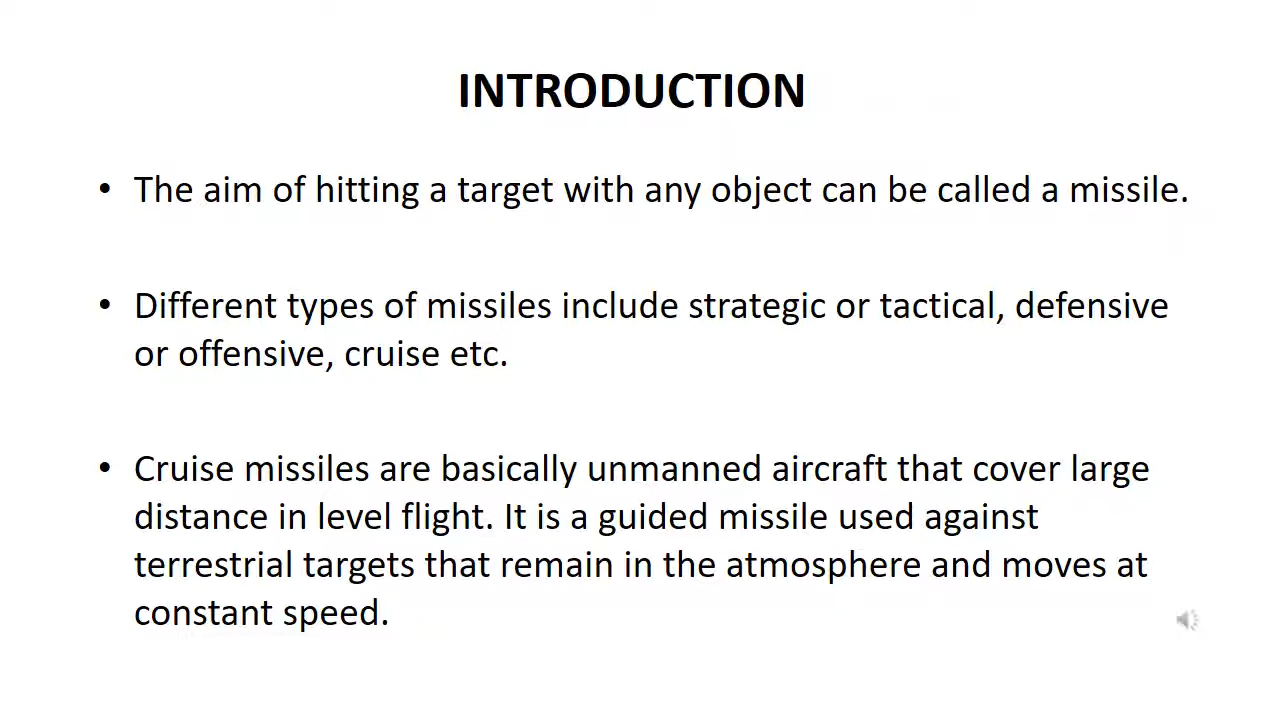 INTRODUCTION
• The aim of hitting a target with any object can be called a missile.
• Different types of missiles include strategic or tactical, defensive
or offensive, cruise etc.
• Cruise missiles are basically unmanned aircraft that cover large
distance in level flight. It is a guided missile used against
terrestrial targets that remain in the atmosphere and moves at
constant speed.